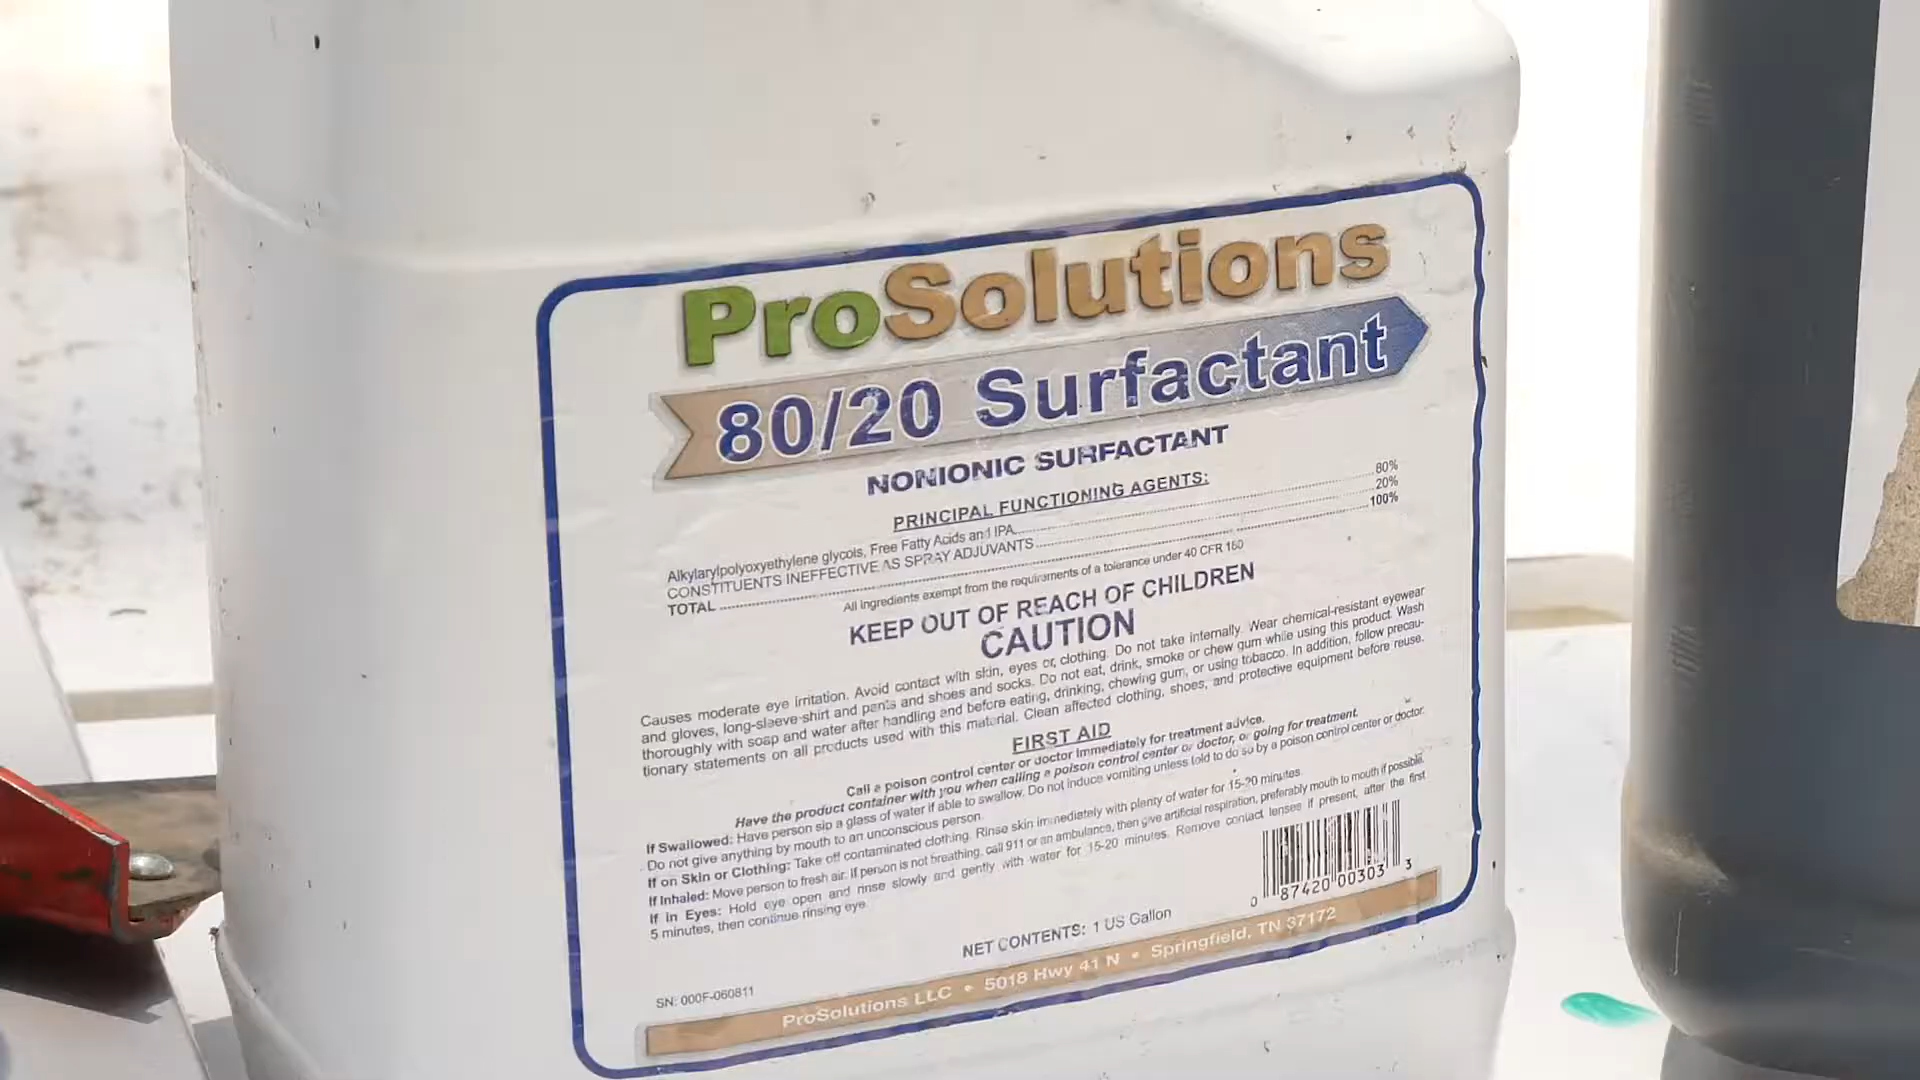 ProSolutions
80/20 Surfactant
NONIONIC SURFACTANT
PRINCIPAL FUNCTIONING AGENTS:
Alkylarylpolyoxyethylene glycols, Free Fatty Acids and IPA 80%
CONSTITUENTS INEFFECTIVE AS SPRAY ADJUVANTS 20%
TOTAL 100%
All ingredients exempt from the requirements of a tolerance under 40 CFR 180
KEEP OUT OF REACH OF CHILDREN
CAUTION
Causes moderate eye irritation. Avoid contact with skin, eyes or, clothing. Do not take internally. Wear chemical-resistant eyewear
and gloves, long-sleeve shirt and pants and shoes and socks. Do not eat, drink, smoke or chew gum while using this product. Wash
thoroughly with soap and water after handling and before eating, drinking, chewing gum, or using tobacco. In addition, follow precau-
tionary statements on all products used with this material. Clean affected clothing, shoes, and protective equipment before reuse.
FIRST AID
Call a poison control center or doctor immediately for treatment advice.
Have the product container with you when calling a poison control center or doctor, or going for treatment.
If Swallowed: Have person sip a glass of water if able to swallow. Do not induce vomiting unless told to do so by a poison control center or doctor.
Do not give anything by mouth to an unconscious person.
If on Skin or Clothing: Take off contaminated clothing. Rinse skin immediately with plenty of water for 15-20 minutes.
If Inhaled: Move person to fresh air. If person is not breathing, call 911 or an ambulance, then give artificial respiration, preferably mouth to mouth if possible.
If in Eyes: Hold eye open and rinse slowly and gently with water for 15-20 minutes. Remove contact lenses if present, after the first
5 minutes, then continue rinsing eye.
0 87420 00303 3
NET CONTENTS: 1 US Gallon
SN: 000F-060811
ProSolutions LLC • 5018 Hwy 41 N • Springfield, TN 37172